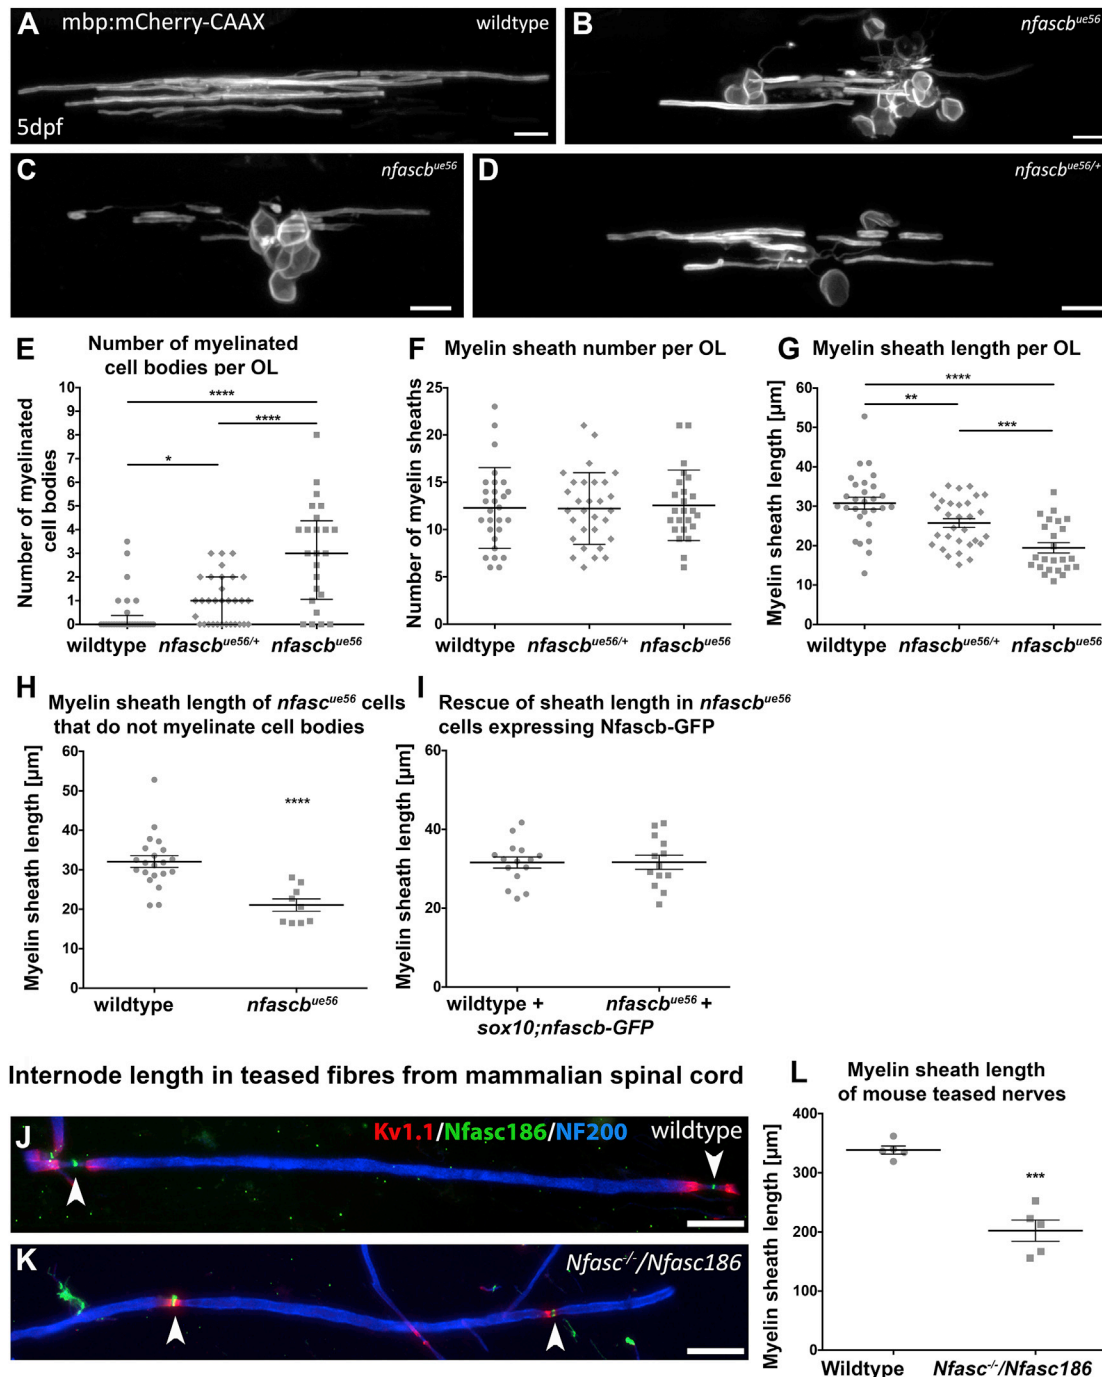 A mbp:mCherry-CAAX wildtype
5dpf
B nfascb^ue56
C nfascb^ue56
D nfascb^ue56/+
E Number of myelinated
cell bodies per OL
Number of myelinated
cell bodies
10
9
8
7
6
5
4
3
2
1
0
****
****
*
wildtype nfascb^ue56/+ nfascb^ue56
F Myelin sheath number per OL
Number of myelin sheaths
25
20
15
10
5
0
wildtype nfascb^ue56/+ nfascb^ue56
G Myelin sheath length per OL
Myelin sheath length [µm]
60
50
40
30
20
10
0
****
**
***
wildtype nfascb^ue56/+ nfascb^ue56
H Myelin sheath length of nfasc^ue56 cells
that do not myelinate cell bodies
Myelin sheath length [µm]
60
50
40
30
20
10
0
****
wildtype nfascb^ue56
I Rescue of sheath length in nfascb^ue56
cells expressing Nfascb-GFP
Myelin sheath length [µm]
60
40
20
0
wildtype + nfascb^ue56 +
sox10;nfascb-GFP
Internode length in teased fibres from mammalian spinal cord
J Kv1.1/Nfasc186/NF200 wildtype
K Nfasc^-/-/Nfasc186
L Myelin sheath length
of mouse teased nerves
Myelin sheath length [µm]
400
300
200
100
0
***
Wildtype Nfasc^-/-/Nfasc186